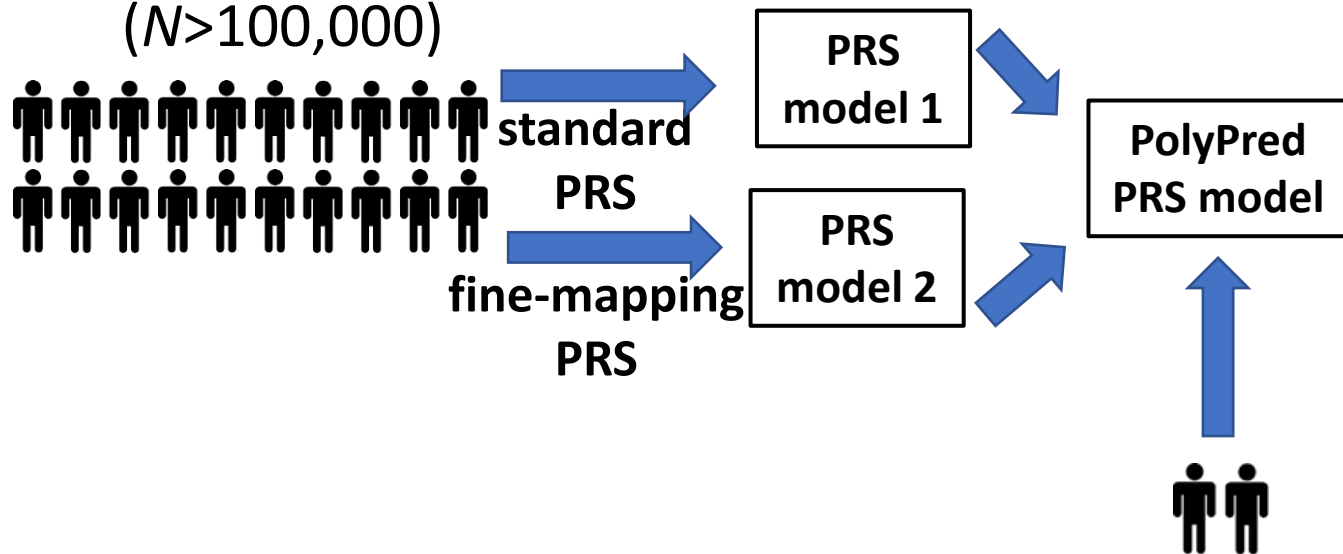 (N>100,000)
standard
PRS
fine-mapping
PRS
PRS
model 1
PRS
model 2
PolyPred
PRS model